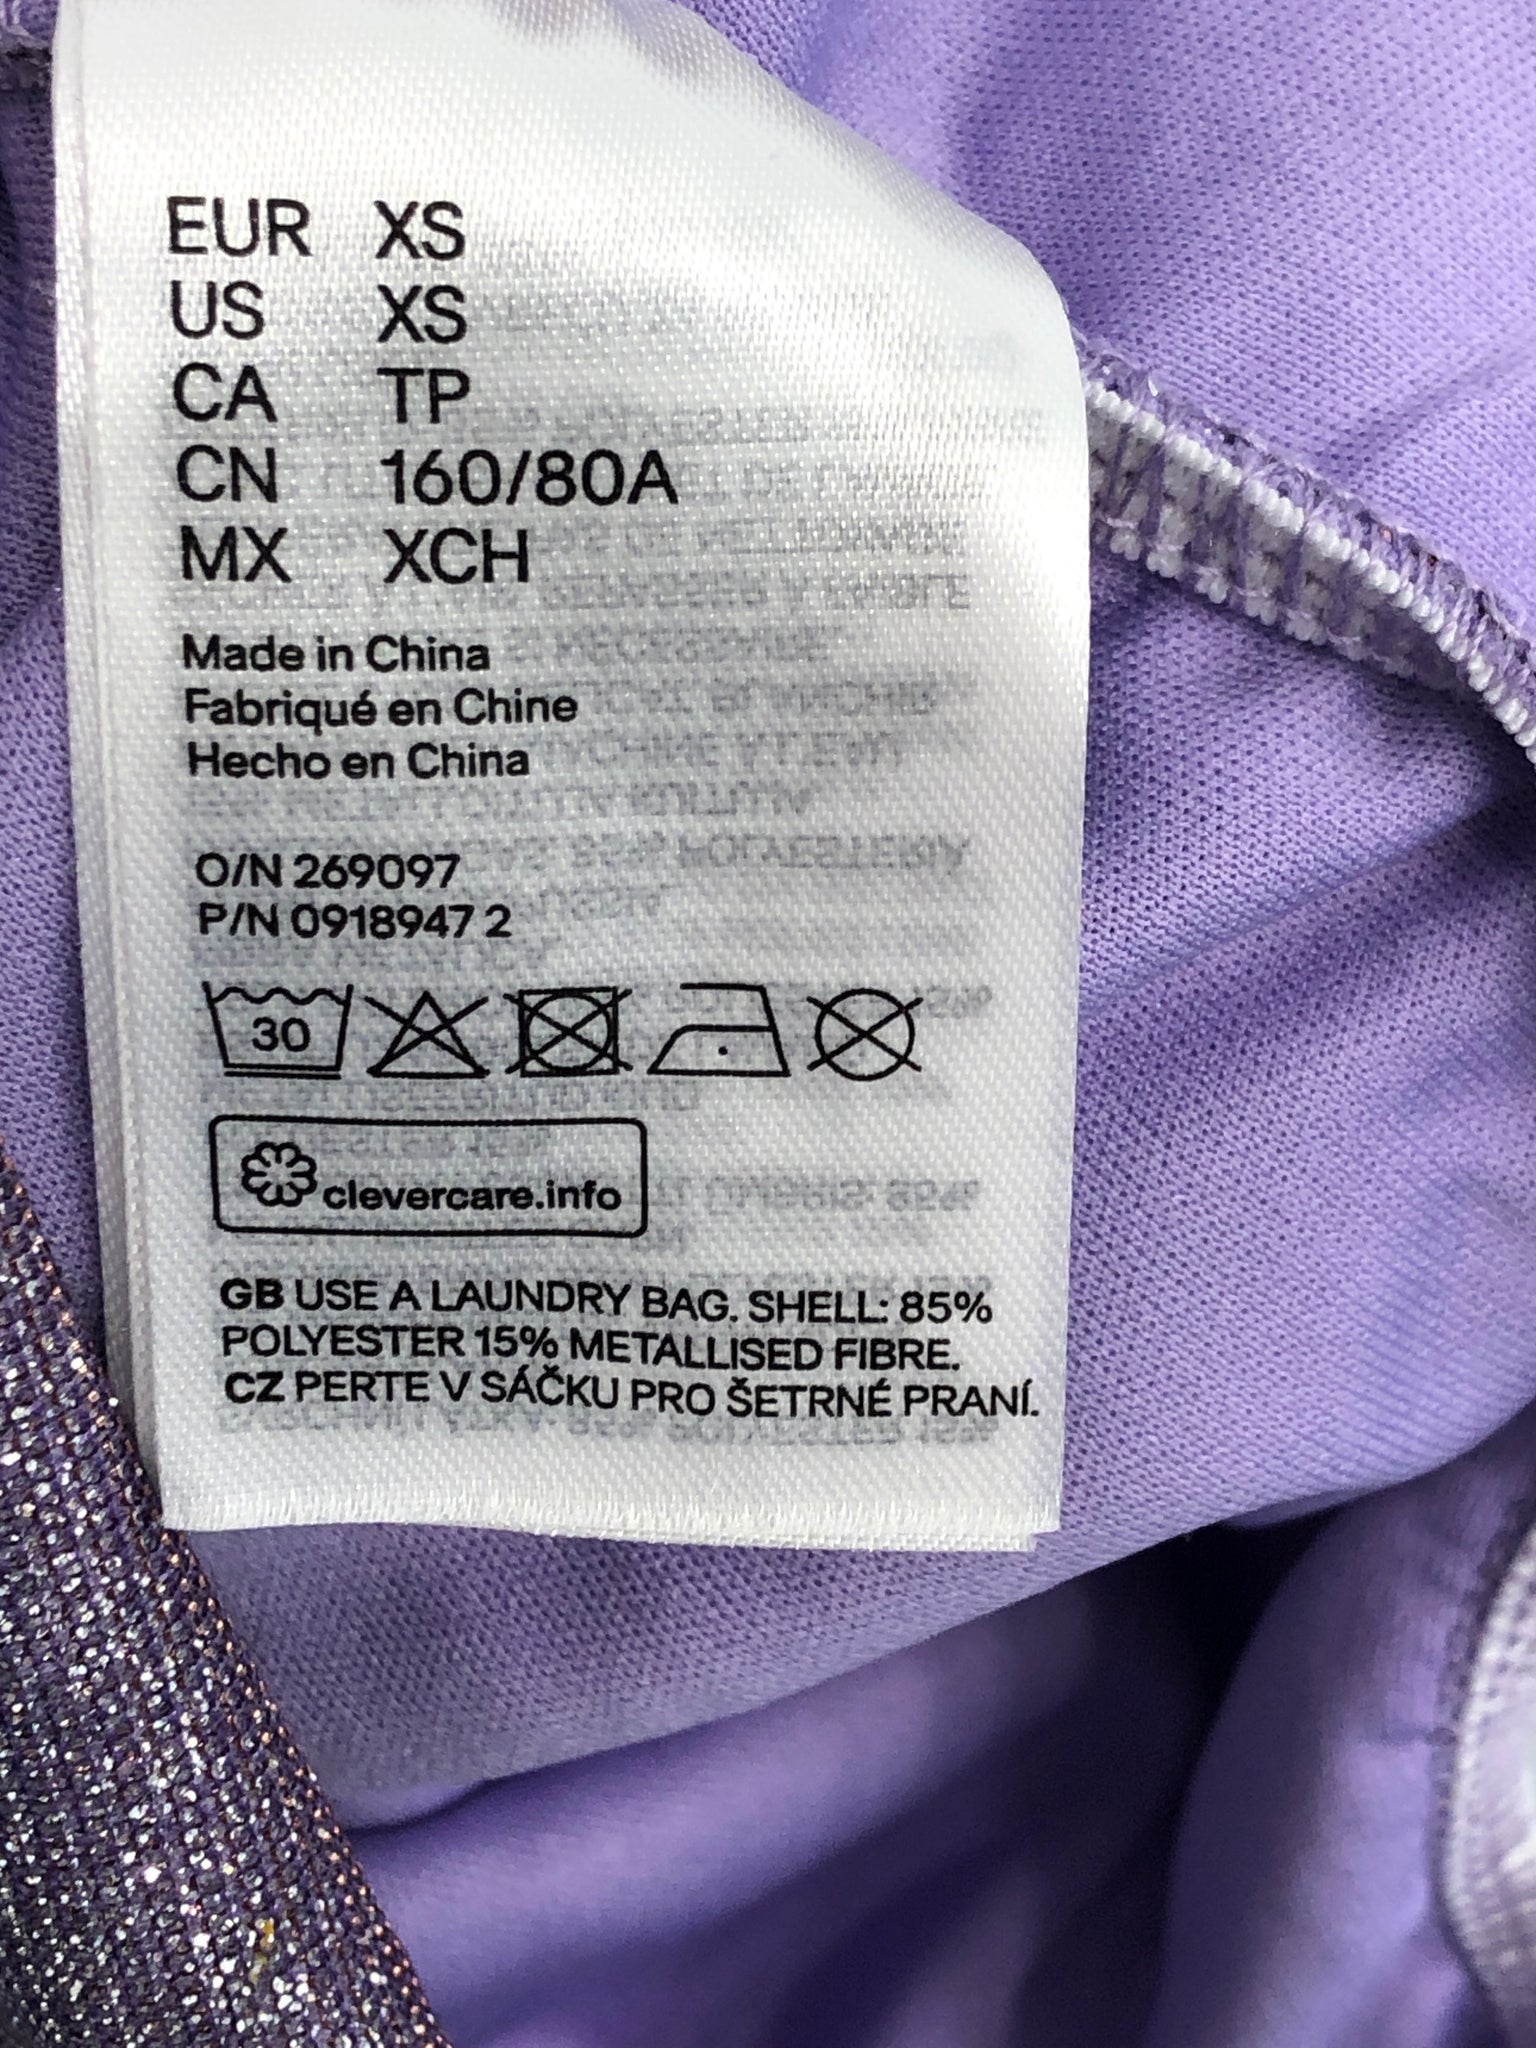 EUR XS
US XS
CA TP
CN 160/80A
MX XCH
Made in China
Fabriqué en Chine
Hecho en China
O/N 269097
P/N 0918947 2
30
clevercare.info
GB USE A LAUNDRY BAG. SHELL: 85%
POLYESTER 15% METALLISED FIBRE.
CZ PERTE V SÁČKU PRO ŠETRNÉ PRANÍ.